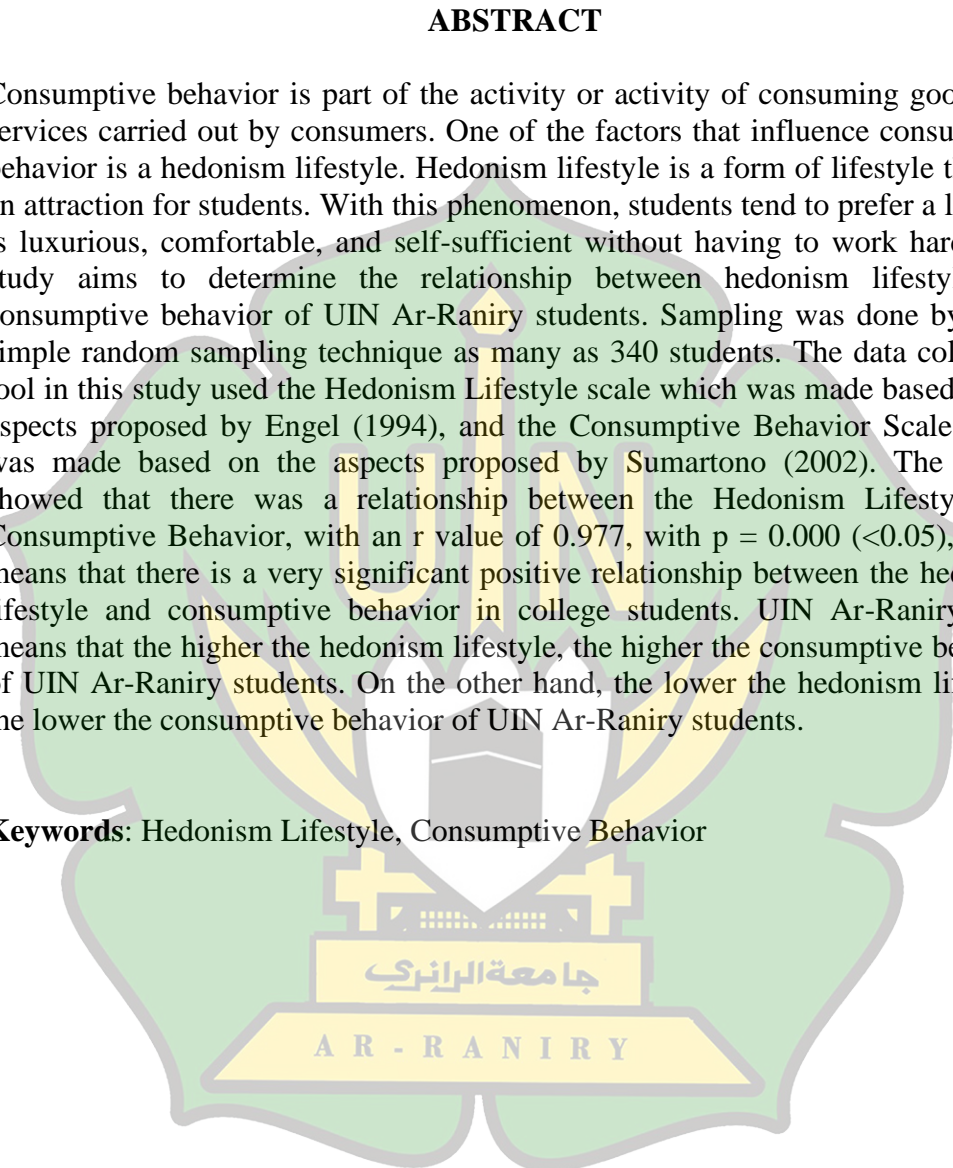 ABSTRACT
Consumptive behavior is part of the activity or activity of consuming
services carried out by consumers. One of the factors that influence
behavior is a hedonism lifestyle. Hedonism lifestyle is a form of lifestyle
an attraction for students. With this phenomenon, students tend to prefer a
is luxurious, comfortable, and self-sufficient without having to work
study aims to determine the relationship between hedonism
consumptive behavior of UIN Ar-Raniry students. Sampling was done by
simple random sampling technique as many as 340 students. The data
tool in this study used the Hedonism Lifestyle scale which was made based
aspects proposed by Engel (1994), and the Consumptive Behavior Scale
was made based on the aspects proposed by Sumartono (2002). The
showed that there was a relationship between the Hedonism
Consumptive Behavior, with an r value of 0.977, with p = 0.000 (<0.05),
means that there is a very significant positive relationship between the
lifestyle and consumptive behavior in college students. UIN Ar-Raniry
means that the higher the hedonism lifestyle, the higher the consumptive
of UIN Ar-Raniry students. On the other hand, the lower the hedonism
the lower the consumptive behavior of UIN Ar-Raniry students.
Keywords: Hedonism Lifestyle, Consumptive Behavior
UIN
جامعة الرانري
AR-RANIRY